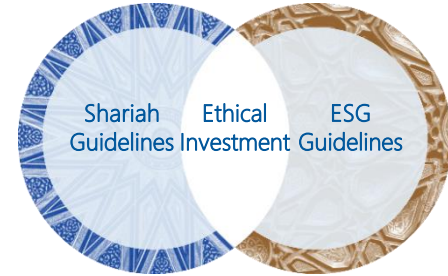 Shariah
Guidelines
Ethical
Investment
ESG
Guidelines